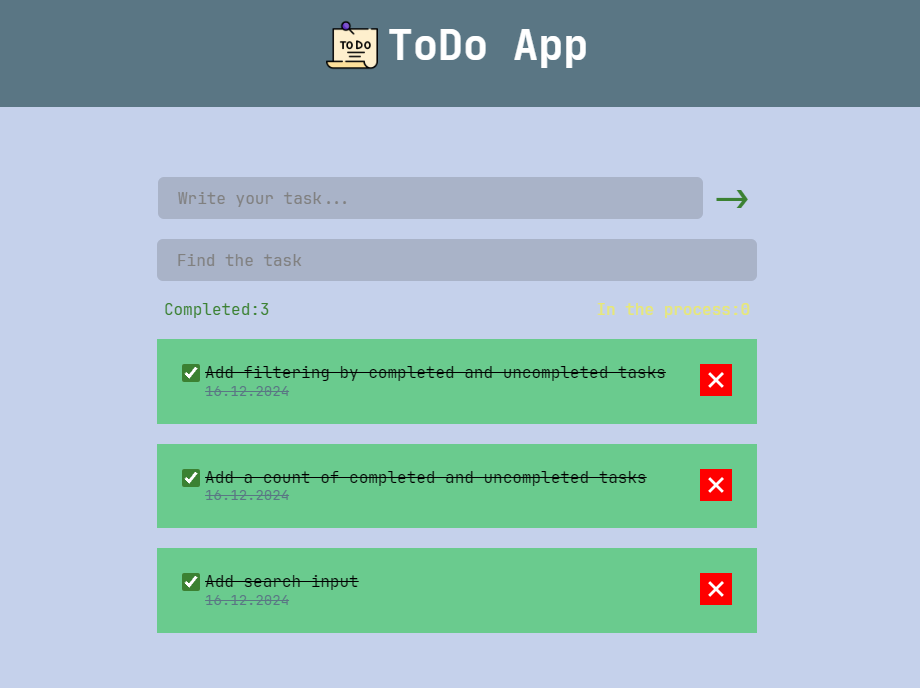 TO DO
ToDo App
Write your task...
Find the task
Completed:3
In the process:0
Add filtering by completed and uncompleted tasks
16.12.2024
Add a count of completed and uncompleted tasks
16.12.2024
Add search input
16.12.2024